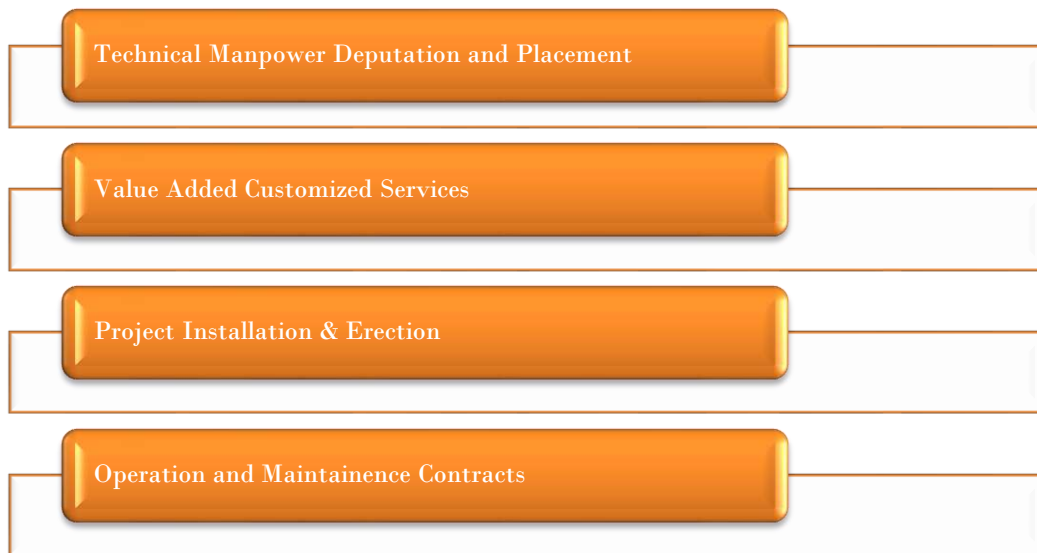 Technical Manpower Deputation and Placement
Value Added Customized Services
Project Installation & Erection
Operation and Maintainence Contracts